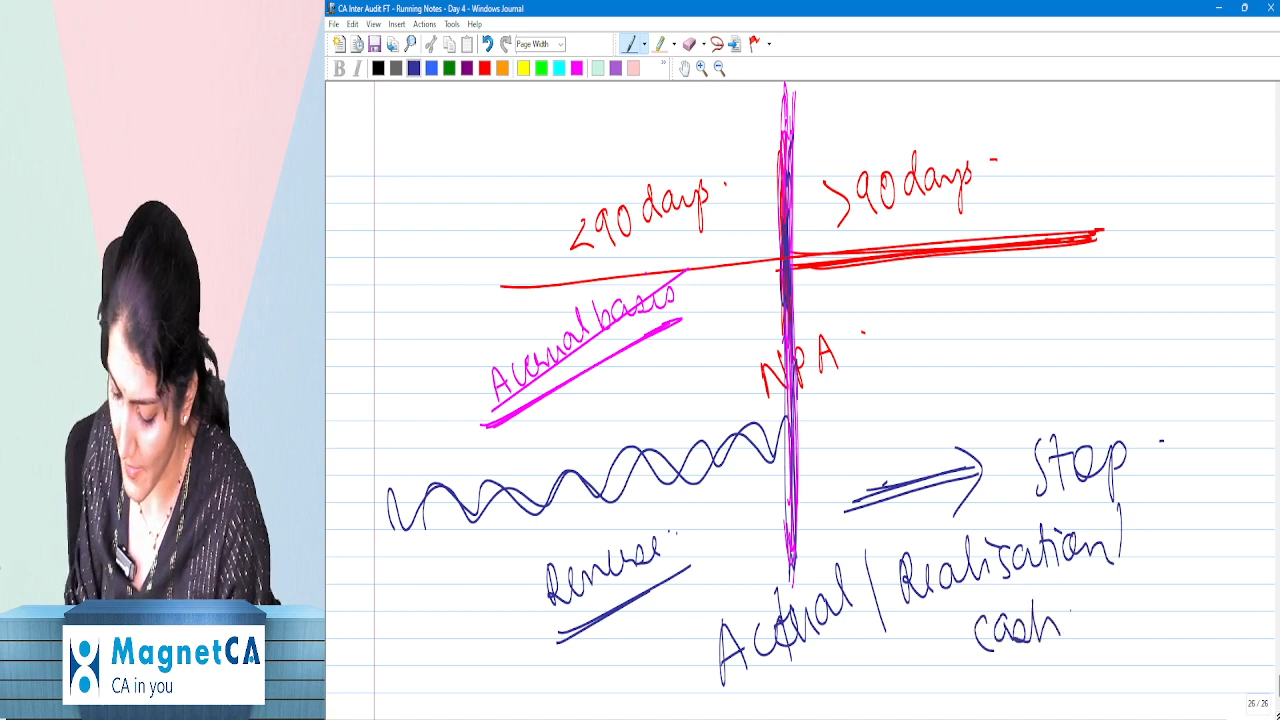 CA Inter Audit FT - Running Notes - Day 4 - Windows Journal
File Edit View Insert Actions Tools Help
Page Width
B I
<90 days.
>90 days.
Accrual basis
NPA.
Stop.
Reverse
Actual / Realisation /
cash
MagnetCA
CA in you
26 / 26